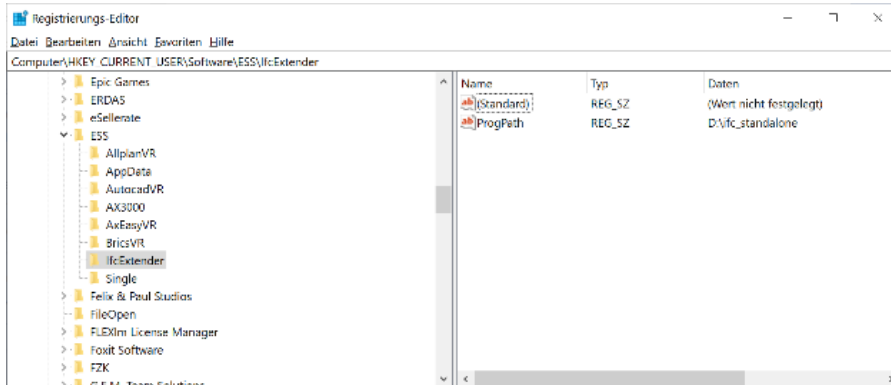 Registrierungs-Editor
Datei Bearbeiten Ansicht Favoriten Hilfe
Computer\HKEY_CURRENT_USER\Software\ESS\IfcExtender
Epic Games
ERDAS
eSellerate
ESS
AllplanVR
AppData
AutocadVR
AX3000
AxEasyVR
BricsVR
IfcExtender
Single
Felix & Paul Studios
FileOpen
FLEXlm License Manager
Foxit Software
FZK
Name Typ Daten
(Standard) REG_SZ (Wert nicht festgelegt)
ProgPath REG_SZ D:\ifc_standalone